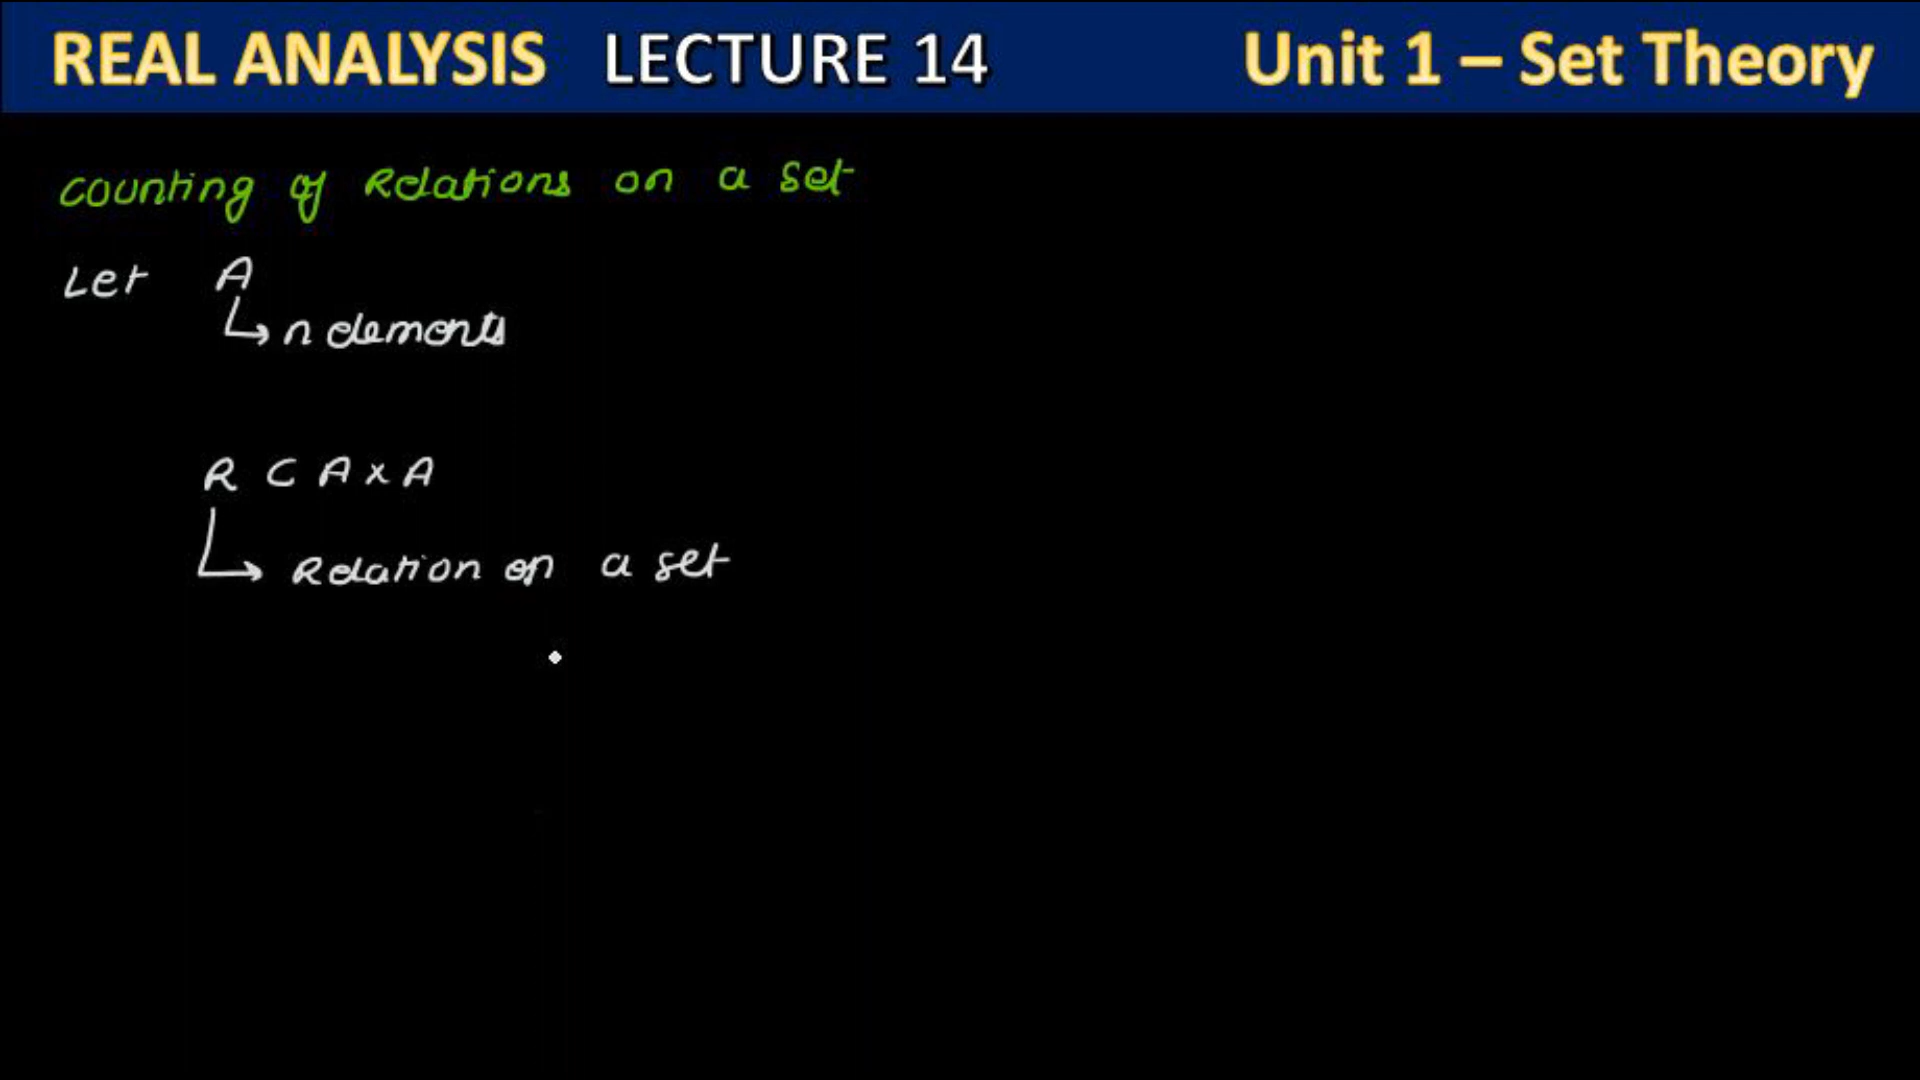 REAL ANALYSIS LECTURE 14 Unit 1 – Set Theory
Counting of Relations on a set
Let A
↳ n elements
R ⊂ A × A
↳ Relation on a set